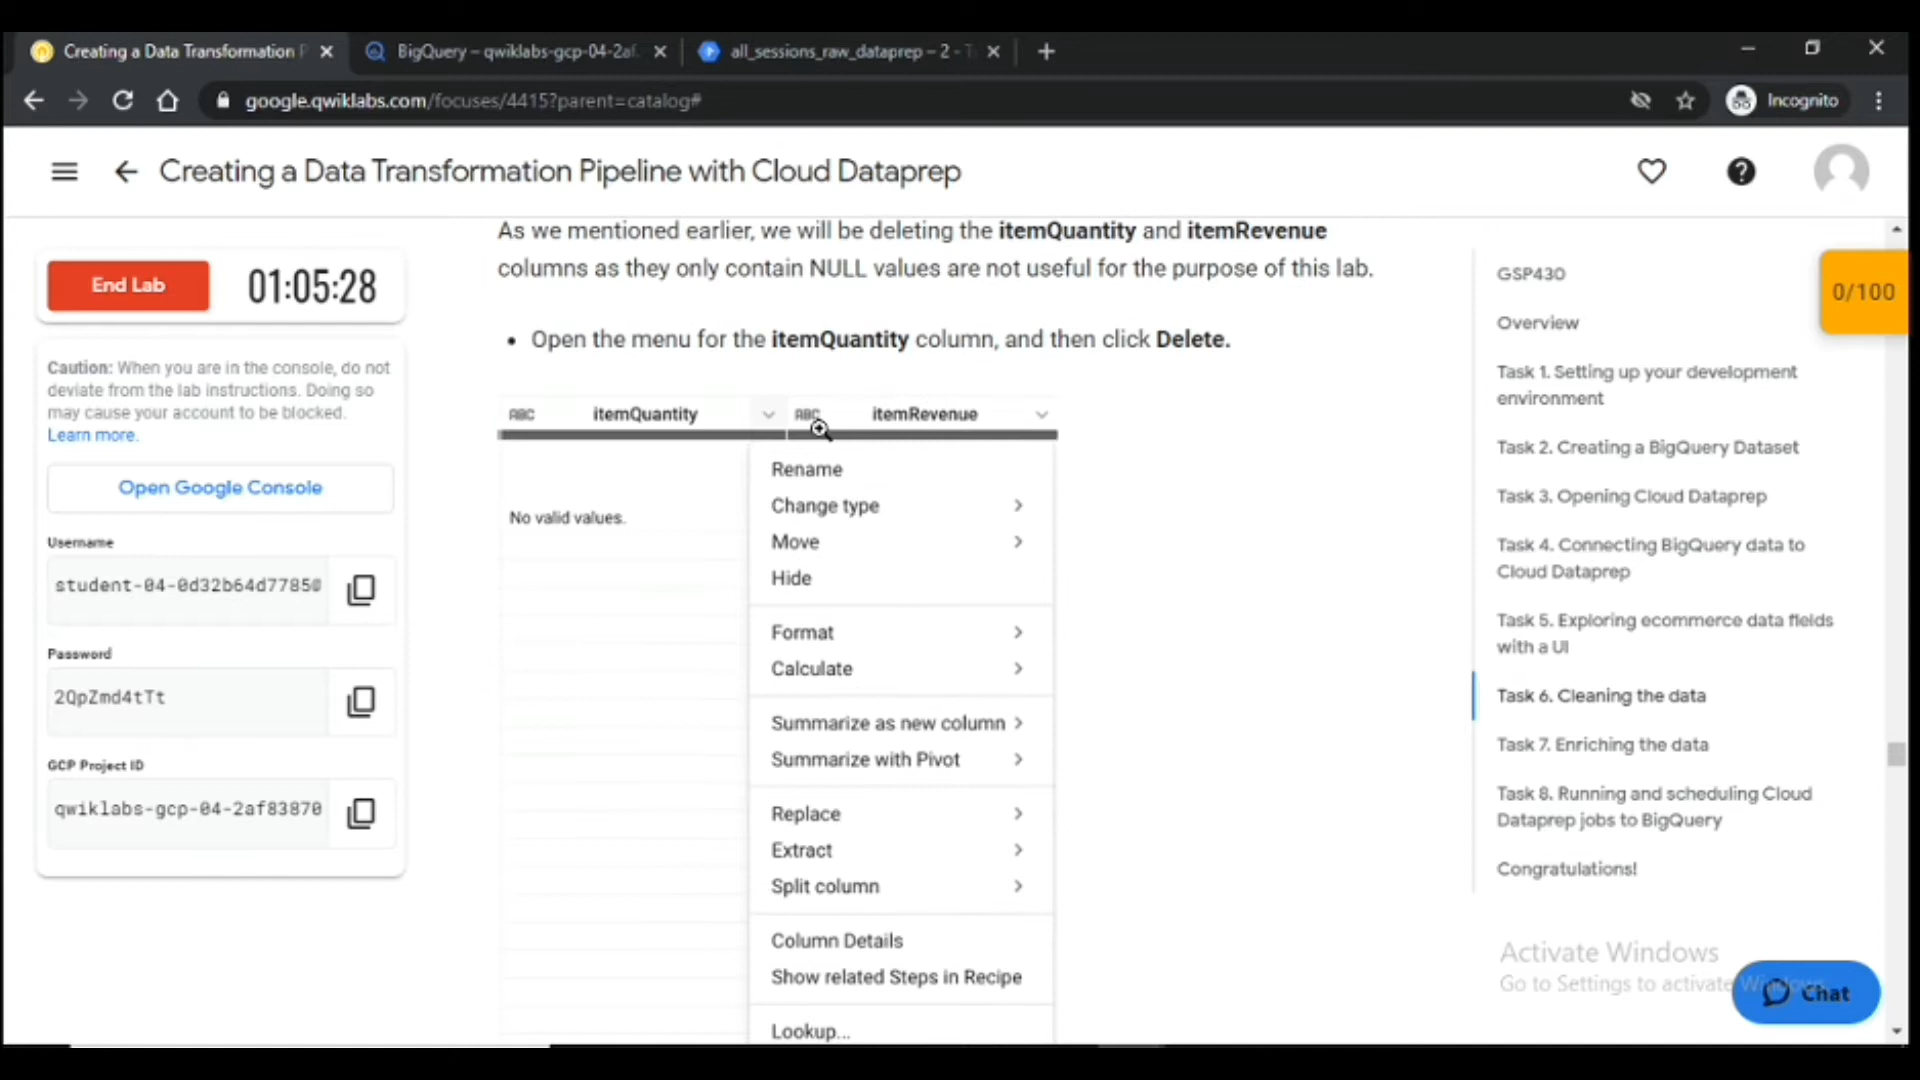 Creating a Data Transformation P
BigQuery – qwiklabs-gcp-04-2af
all_sessions_raw_dataprep – 2 - T
google.qwiklabs.com/focuses/4415?parent=catalog#
Incognito
Creating a Data Transformation Pipeline with Cloud Dataprep
End Lab
01:05:28
Caution: When you are in the console, do not
deviate from the lab instructions. Doing so
may cause your account to be blocked.
Learn more.
Open Google Console
Username
student-04-0d32b64d7785@
Password
2QpZmd4tTt
GCP Project ID
qwiklabs-gcp-04-2af83870
As we mentioned earlier, we will be deleting the itemQuantity and itemRevenue
columns as they only contain NULL values are not useful for the purpose of this lab.
• Open the menu for the itemQuantity column, and then click Delete.
ABC itemQuantity
ABC itemRevenue
No valid values.
Rename
Change type
Move
Hide
Format
Calculate
Summarize as new column
Summarize with Pivot
Replace
Extract
Split column
Column Details
Show related Steps in Recipe
Lookup...
GSP430
Overview
Task 1. Setting up your development
environment
Task 2. Creating a BigQuery Dataset
Task 3. Opening Cloud Dataprep
Task 4. Connecting BigQuery data to
Cloud Dataprep
Task 5. Exploring ecommerce data fields
with a UI
Task 6. Cleaning the data
Task 7. Enriching the data
Task 8. Running and scheduling Cloud
Dataprep jobs to BigQuery
Congratulations!
0/100
Activate Windows
Go to Settings to activate Windows.
Chat